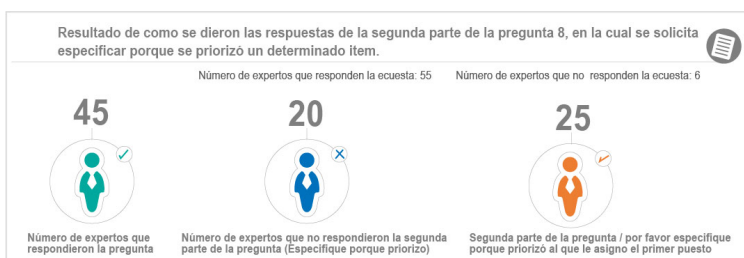 Resultado de como se dieron las respuestas de la segunda parte de la pregunta 8, en la cual se solicita
especificar porque se priorizó un determinado item.
Número de expertos que responden la ecuesta: 55
Número de expertos que no responden la ecuesta: 6
45
20
25
Número de expertos que
respondieron la pregunta
Número de expertos que no respondieron la segunda
parte de la pregunta (Especifique porque priorizo)
Segunda parte de la pregunta / por favor especifique
porque priorizó al que le asigno el primer puesto